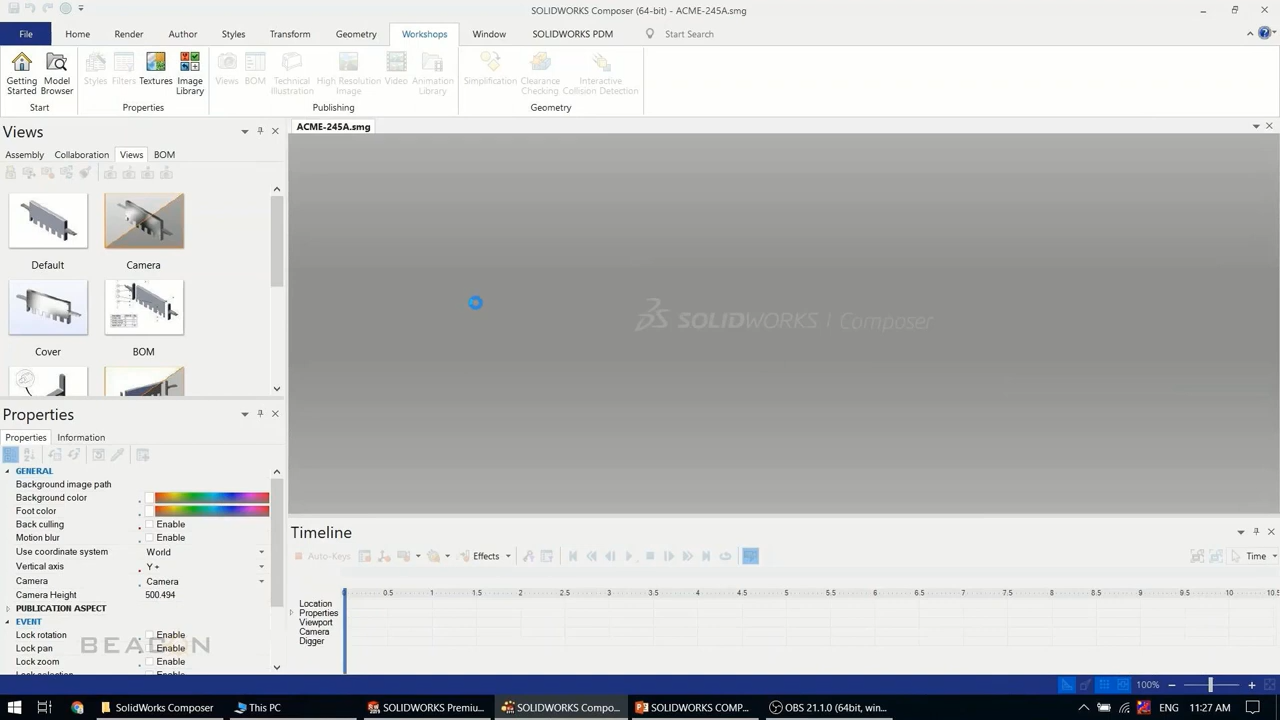 SOLIDWORKS Composer (64-bit) - ACME-245A.smg
File Home Render Author Styles Transform Geometry Workshops Window SOLIDWORKS PDM Start Search
Getting Started
Model Browser
Styles
Filters
Textures
Image Library
Views
BOM
Technical Illustration
High Resolution Image
Video
Animation Library
Simplification
Clearance Checking
Interactive Collision Detection
Start Properties Publishing Geometry
Views
ACME-245A.smg
Assembly Collaboration Views BOM
Default Camera
Cover BOM
SOLIDWORKS | Composer
Properties
Properties Information
GENERAL
Background image path
Background color
Foot color
Back culling Enable
Motion blur Enable
Use coordinate system World
Vertical axis Y +
Camera Camera
Camera Height 500.494
PUBLICATION ASPECT
EVENT
Lock rotation Enable
Lock pan Enable
Lock zoom Enable
BEACON
Timeline
Auto-Keys Effects Time
0 0.5 1 1.5 2 2.5 3 3.5 4 4.5 5 5.5 6 6.5 7 7.5 8 8.5 9 9.5 10 10.5
Location
Properties
Viewport
Camera
Digger
100%
SolidWorks Composer This PC SOLIDWORKS Premiu... SOLIDWORKS Compo... SOLIDWORKS COMP... OBS 21.1.0 (64bit, win... 11:27 AM